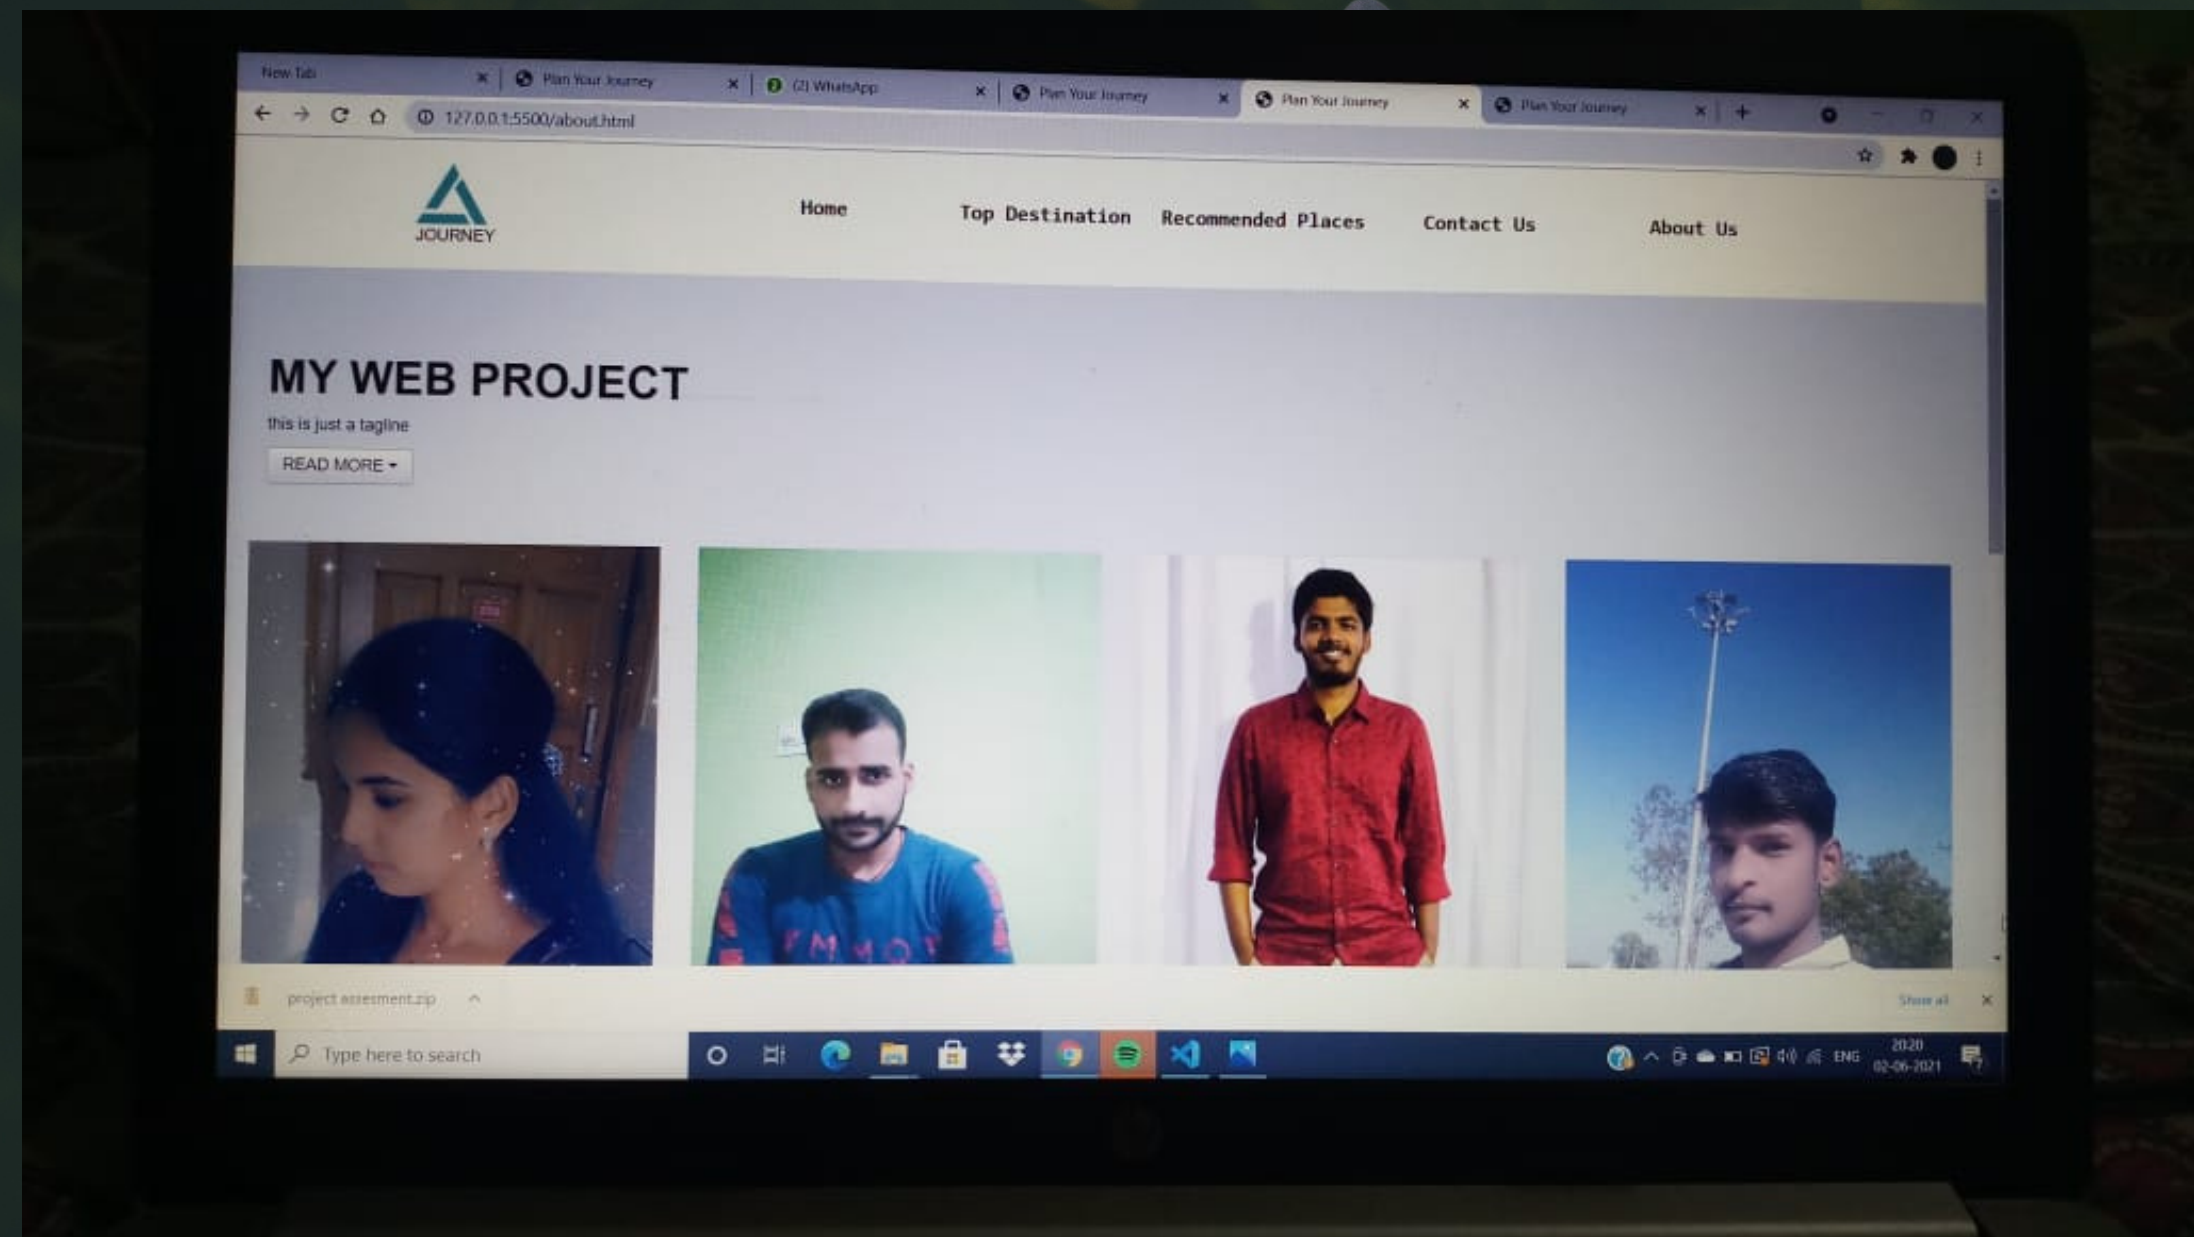 New Tab
Plan Your Journey
(2) WhatsApp
Plan Your Journey
Plan Your Journey
Plan Your Journey
127.0.0.1:5500/about.html
JOURNEY
Home
Top Destination
Recommended Places
Contact Us
About Us
MY WEB PROJECT
this is just a tagline
READ MORE
project assesment.zip
Show all
Type here to search
ENG
20:20
02-06-2021